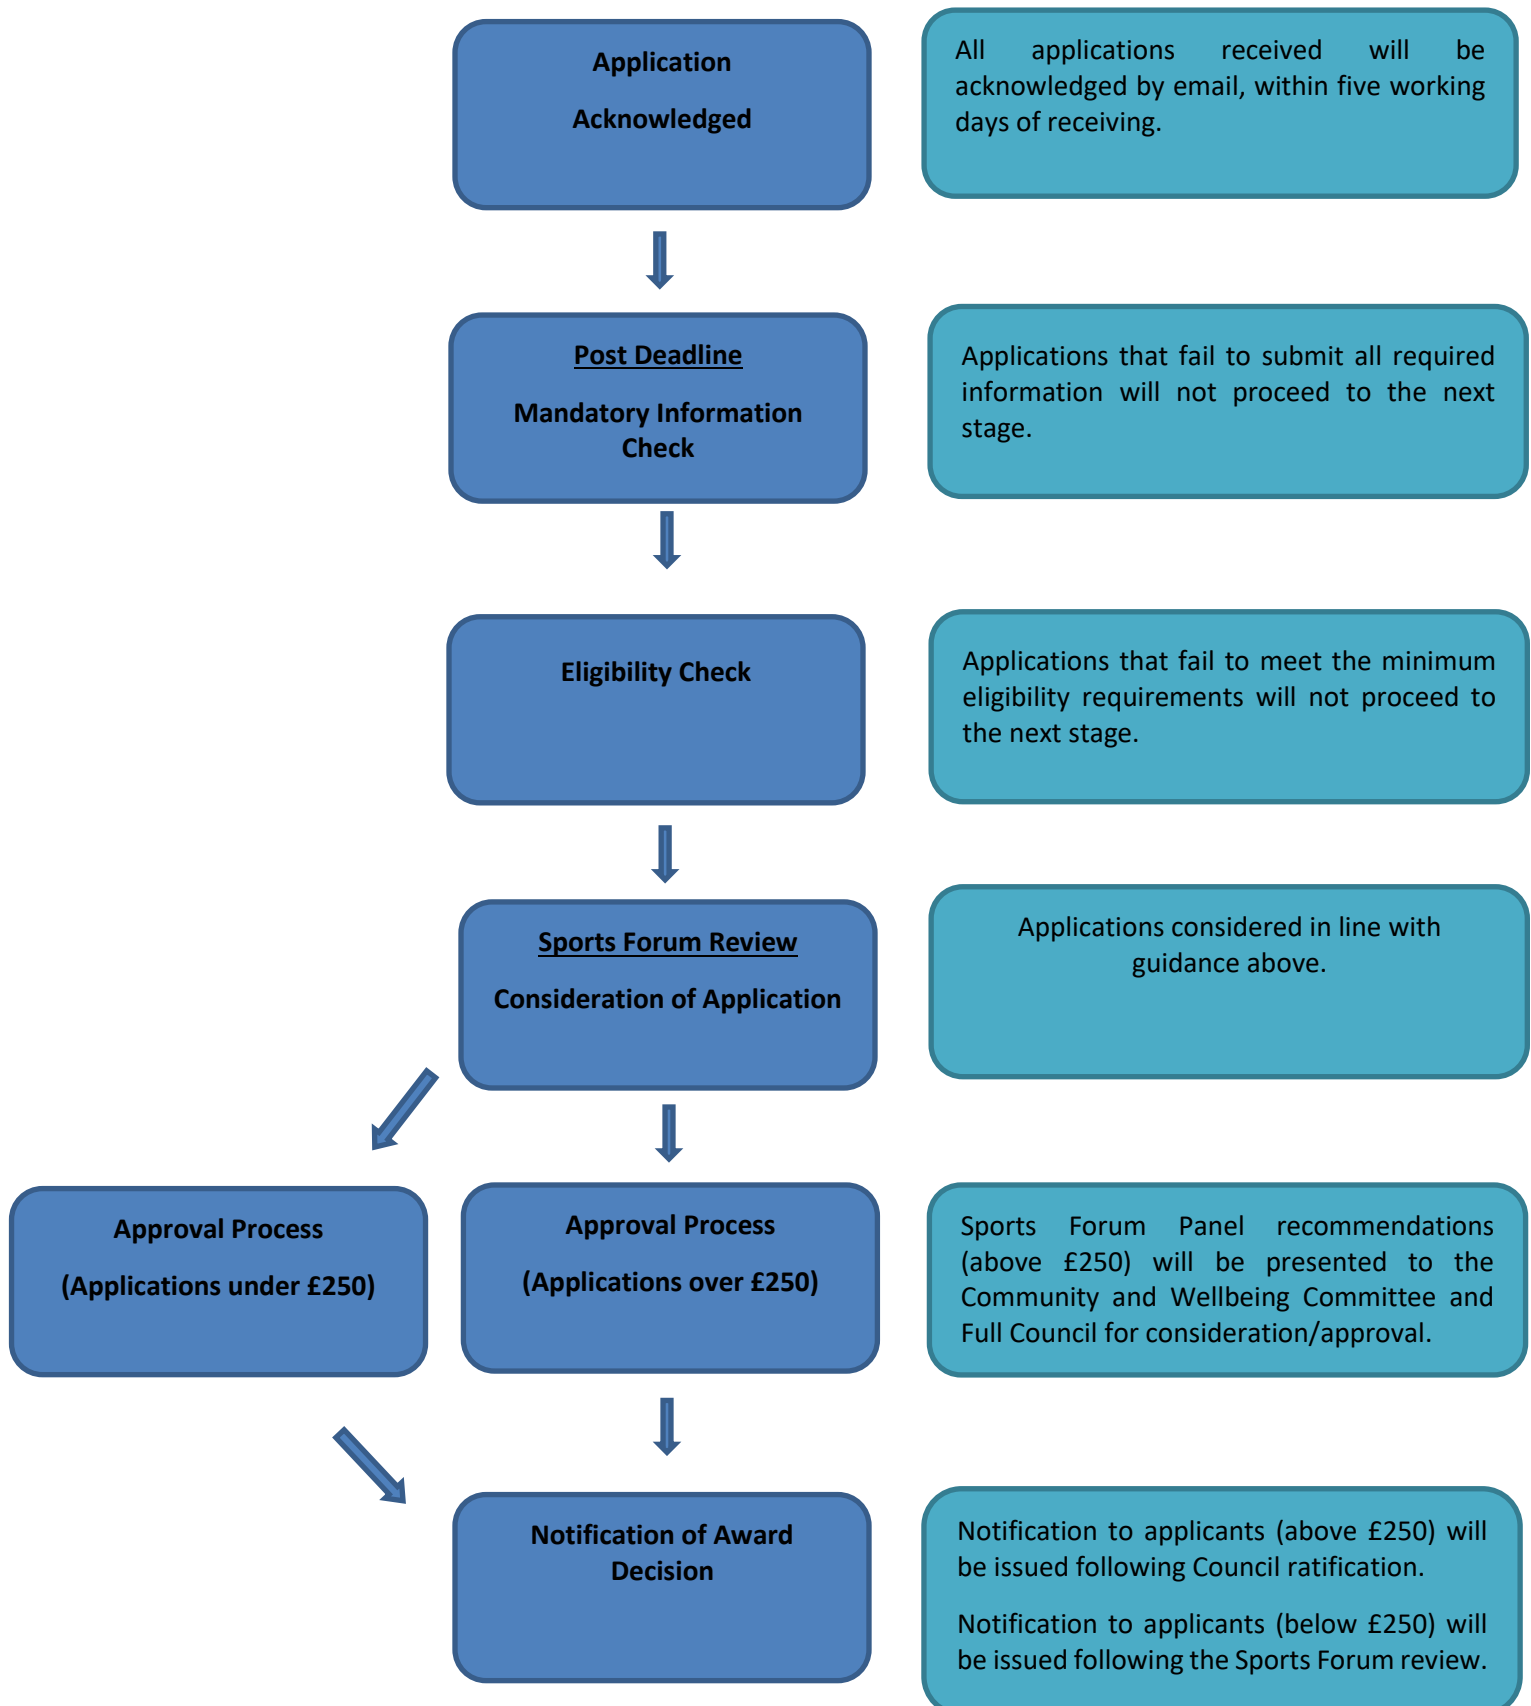 Application
Acknowledged
All applications received will be
acknowledged by email, within five working
days of receiving.
Post Deadline
Mandatory Information
Check
Applications that fail to submit all required
information will not proceed to the next
stage.
Eligibility Check
Applications that fail to meet the minimum
eligibility requirements will not proceed to
the next stage.
Sports Forum Review
Consideration of Application
Applications considered in line with
guidance above.
Approval Process
(Applications under £250)
Approval Process
(Applications over £250)
Sports Forum Panel recommendations
(above £250) will be presented to the
Community and Wellbeing Committee and
Full Council for consideration/approval.
Notification of Award
Decision
Notification to applicants (above £250) will
be issued following Council ratification.
Notification to applicants (below £250) will
be issued following the Sports Forum review.